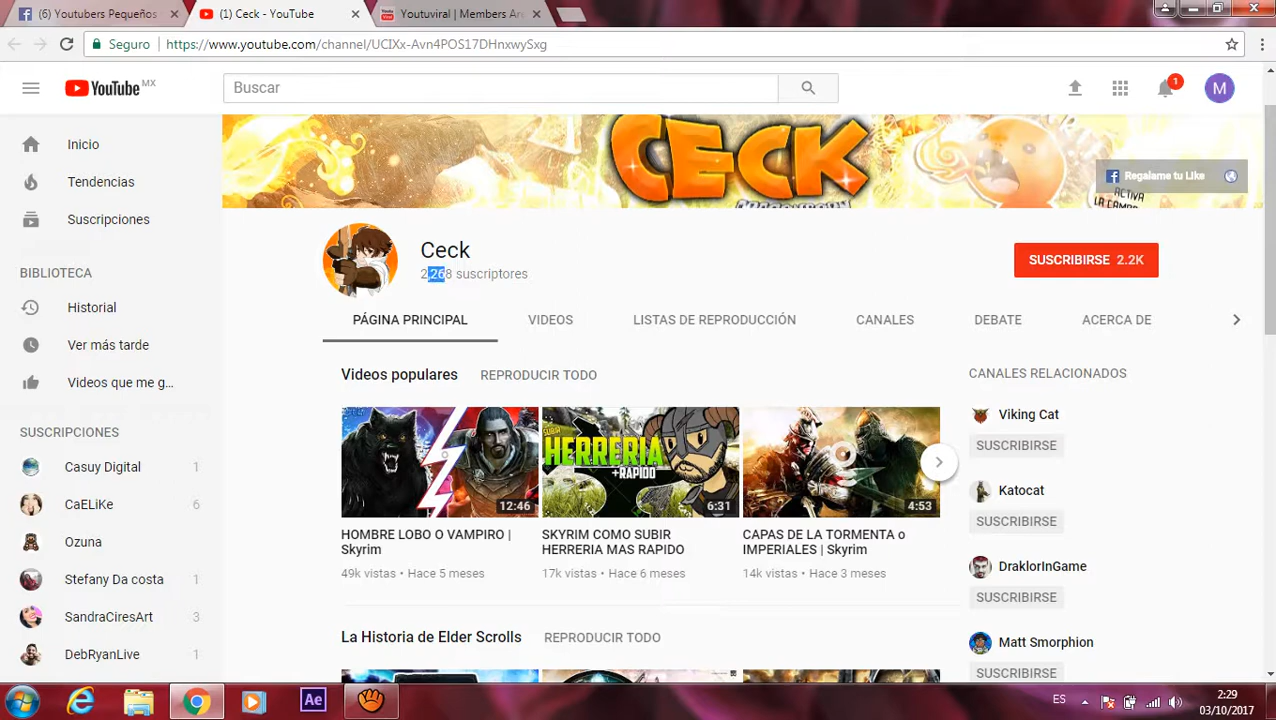 (6) Youtubers Pequeños
(1) Ceck - YouTube
Youtuviral | Members Are
Seguro https://www.youtube.com/channel/UCIXx-Avn4POS17DHnxwySxg
YouTube MX
Buscar
1
M
CECK
Regalame tu Like
ACTIVA
Inicio
Tendencias
Suscripciones
BIBLIOTECA
Historial
Ver más tarde
Videos que me g...
SUSCRIPCIONES
Casuy Digital 1
CaELiKe 6
Ozuna
Stefany Da costa 1
SandraCiresArt 3
DebRyanLive 1
Ceck
2,268 suscriptores
SUSCRIBIRSE 2.2K
PÁGINA PRINCIPAL VIDEOS LISTAS DE REPRODUCCIÓN CANALES DEBATE ACERCA DE
Videos populares REPRODUCIR TODO
SUBIR
HERRERIA
+RAPIDO
12:46
6:31
4:53
HOMBRE LOBO O VAMPIRO |
Skyrim
49k vistas • Hace 5 meses
SKYRIM COMO SUBIR
HERRERIA MAS RAPIDO
17k vistas • Hace 6 meses
CAPAS DE LA TORMENTA o
IMPERIALES | Skyrim
14k vistas • Hace 3 meses
La Historia de Elder Scrolls REPRODUCIR TODO
CANALES RELACIONADOS
Viking Cat
SUSCRIBIRSE
Katocat
SUSCRIBIRSE
DraklorInGame
SUSCRIBIRSE
Matt Smorphion
SUSCRIBIRSE
Ae
ES
2:29
03/10/2017